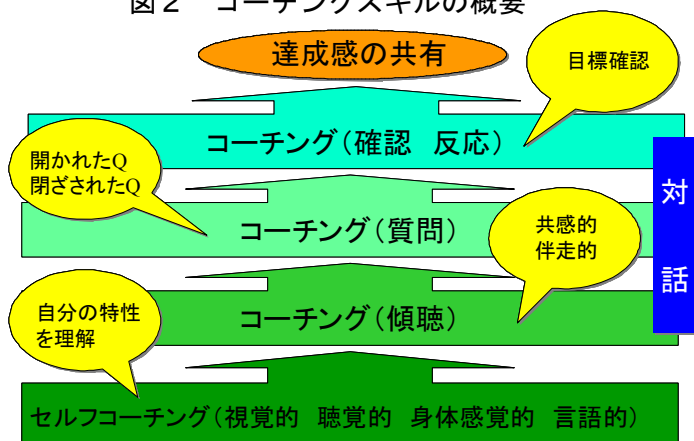 図２　コーチングスキルの概要
達成感の共有
目標確認
コーチング（確認　反応）
開かれたQ
閉ざされたQ
対
話
コーチング（質問）
共感的
伴走的
自分の特性
を理解
コーチング（傾聴）
セルフコーチング（視覚的　聴覚的　身体感覚的　言語的）